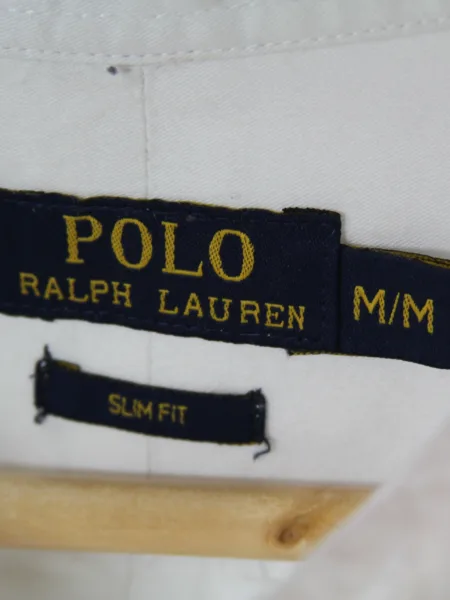 POLO
RALPH LAUREN
M/M
SLIM FIT